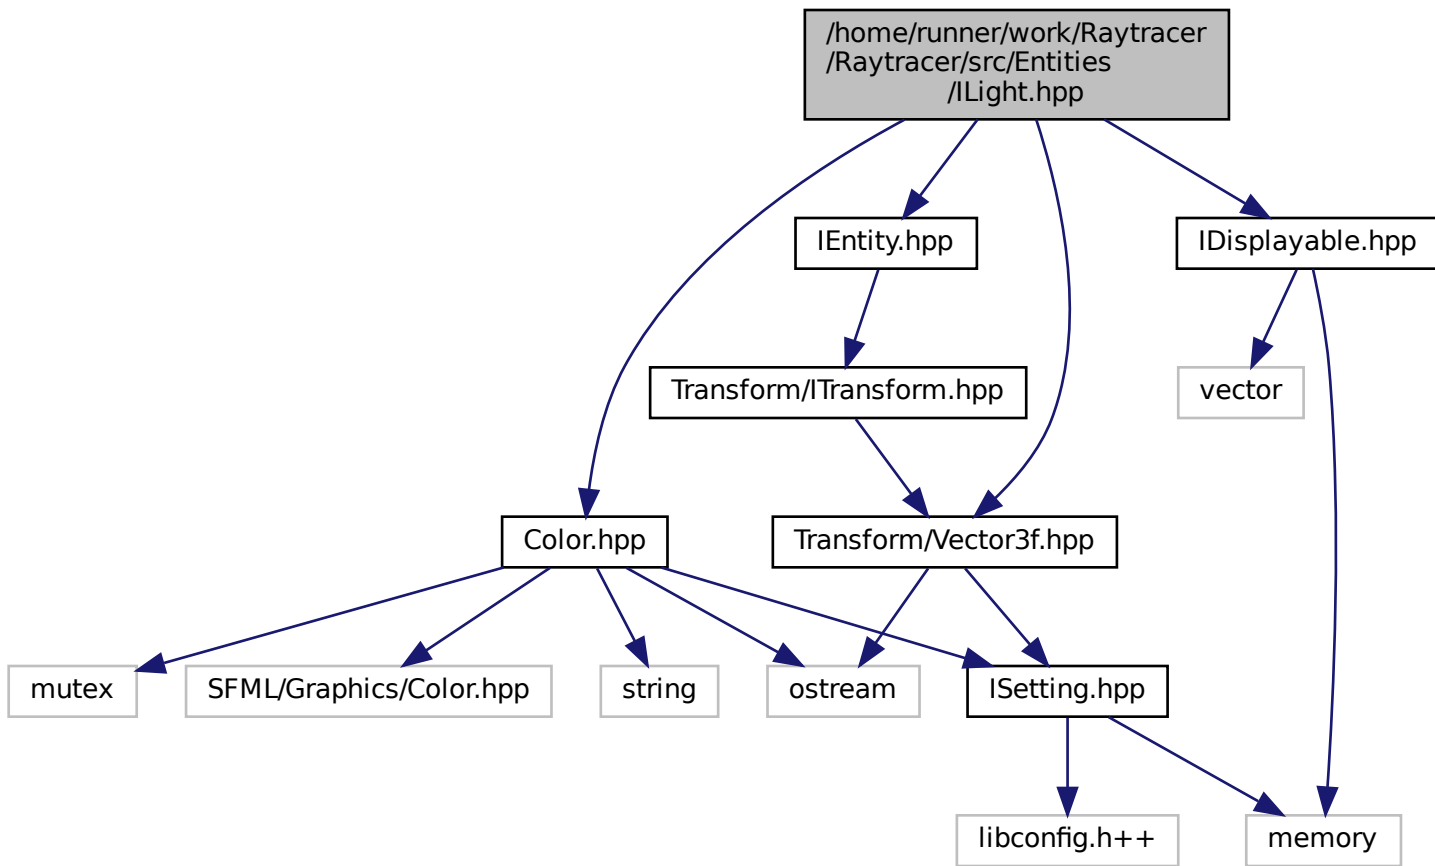 /home/runner/work/Raytracer
/Raytracer/src/Entities
/ILight.hpp
IEntity.hpp
IDisplayable.hpp
Transform/ITransform.hpp
vector
Color.hpp
Transform/Vector3f.hpp
mutex
SFML/Graphics/Color.hpp
string
ostream
ISetting.hpp
libconfig.h++
memory